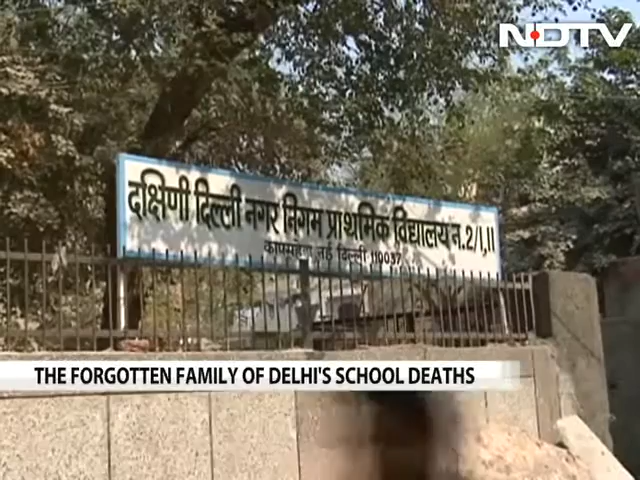 NDTV
दक्षिणी दिल्ली नगर निगम प्राथमिक विद्यालय न.2/I,II
कापसहेड़ा नई दिल्ली 110037
THE FORGOTTEN FAMILY OF DELHI'S SCHOOL DEATHS